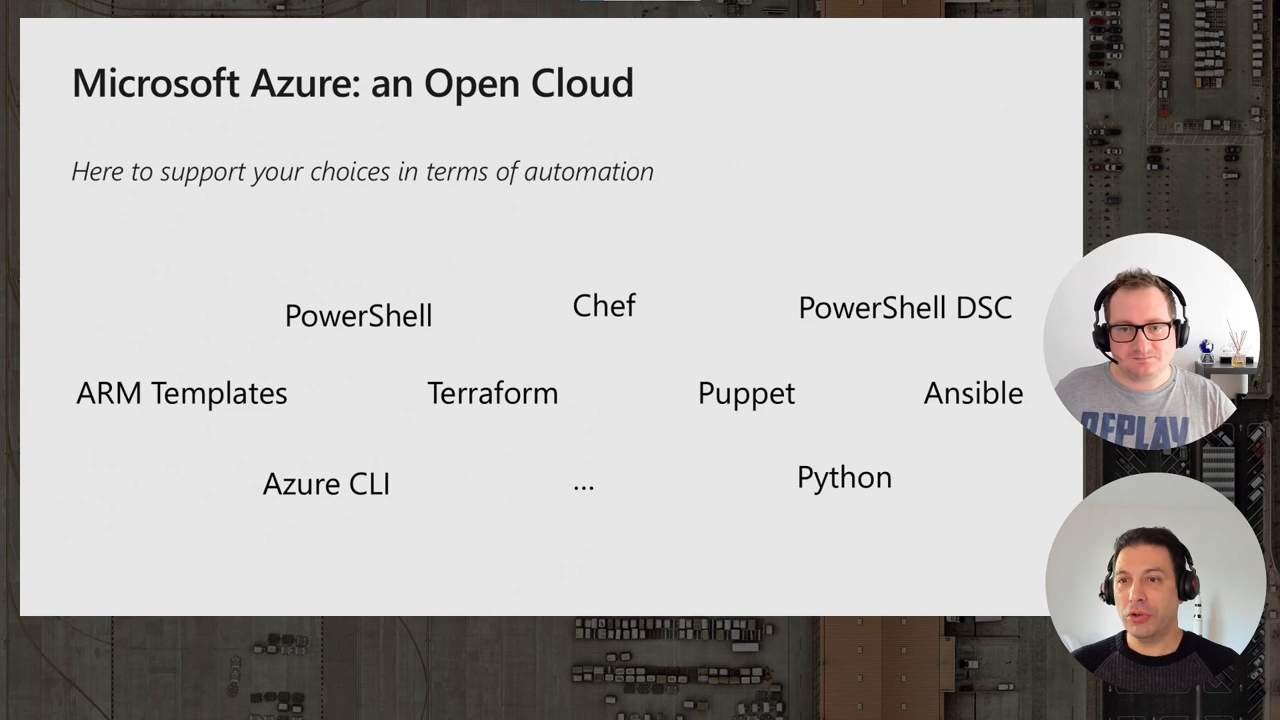 Microsoft Azure: an Open Cloud
Here to support your choices in terms of automation
PowerShell
Chef
PowerShell DSC
ARM Templates
Terraform
Puppet
Ansible
Azure CLI
...
Python
REPLAY